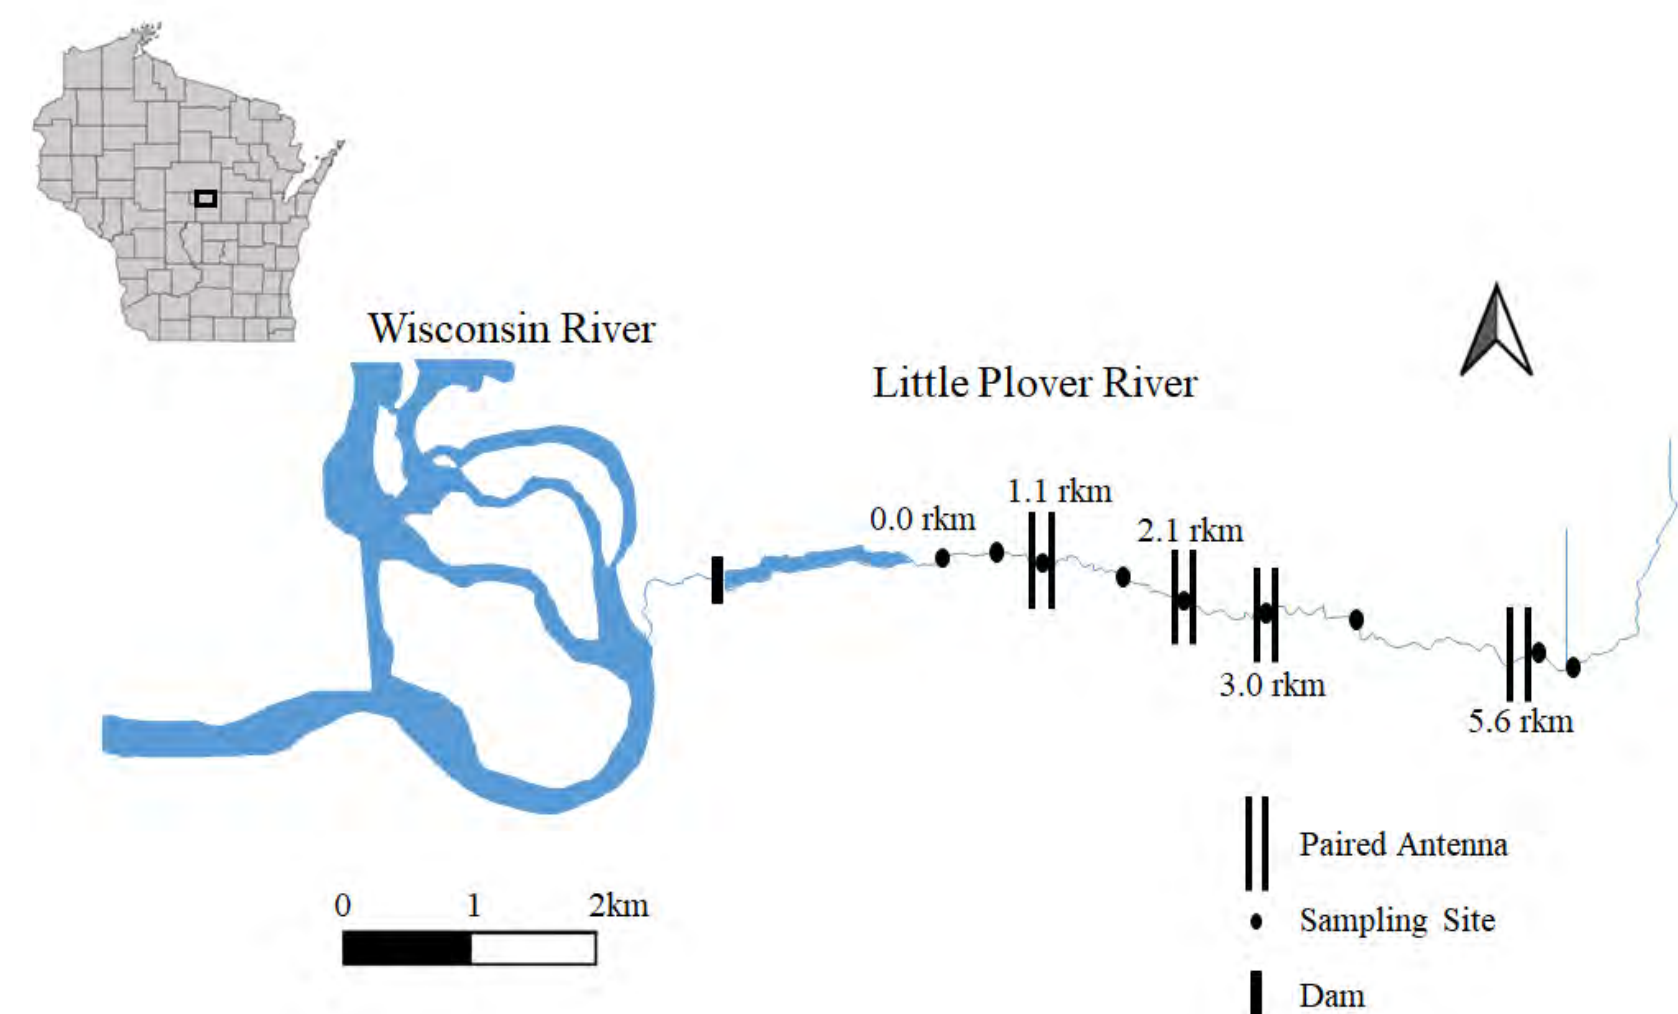 Wisconsin River
Little Plover River
0.0 rkm
1.1 rkm
2.1 rkm
3.0 rkm
5.6 rkm
0 1 2km
Paired Antenna
Sampling Site
Dam